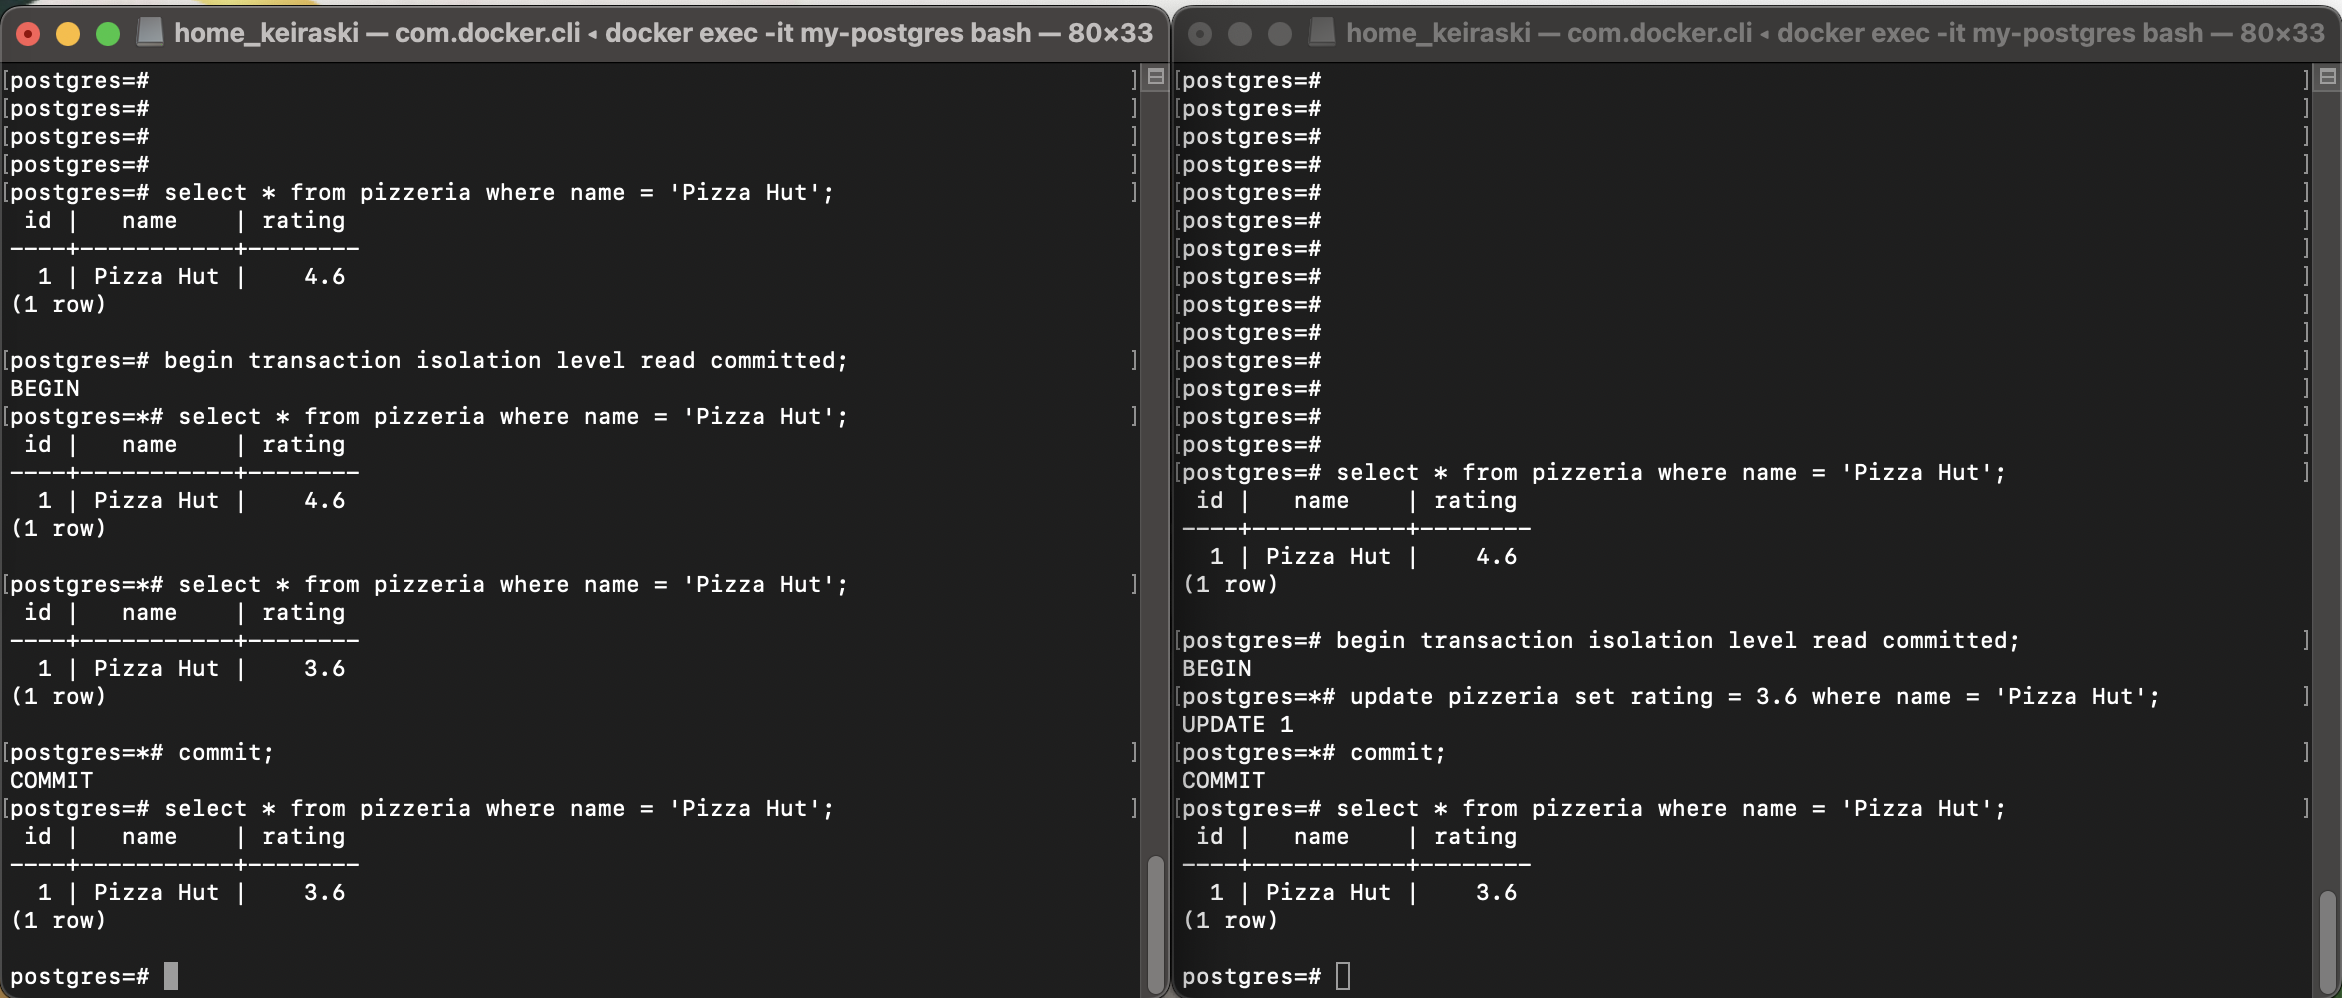 home_keiraski — com.docker.cli ◂ docker exec -it my-postgres bash — 80×33
[postgres=# ]
[postgres=# ]
[postgres=# ]
[postgres=# ]
[postgres=# select * from pizzeria where name = 'Pizza Hut'; ]
 id |   name    | rating
----+-----------+--------
  1 | Pizza Hut |    4.6
(1 row)
[postgres=# begin transaction isolation level read committed; ]
BEGIN
[postgres=*# select * from pizzeria where name = 'Pizza Hut'; ]
 id |   name    | rating
----+-----------+--------
  1 | Pizza Hut |    4.6
(1 row)
[postgres=*# select * from pizzeria where name = 'Pizza Hut'; ]
 id |   name    | rating
----+-----------+--------
  1 | Pizza Hut |    3.6
(1 row)
[postgres=*# commit; ]
COMMIT
[postgres=# select * from pizzeria where name = 'Pizza Hut'; ]
 id |   name    | rating
----+-----------+--------
  1 | Pizza Hut |    3.6
(1 row)
postgres=#
home_keiraski — com.docker.cli ◂ docker exec -it my-postgres bash — 80×33
[postgres=# ]
[postgres=# ]
[postgres=# ]
[postgres=# ]
[postgres=# ]
[postgres=# ]
[postgres=# ]
[postgres=# ]
[postgres=# ]
[postgres=# ]
[postgres=# ]
[postgres=# ]
[postgres=# ]
[postgres=# ]
[postgres=# select * from pizzeria where name = 'Pizza Hut'; ]
 id |   name    | rating
----+-----------+--------
  1 | Pizza Hut |    4.6
(1 row)
[postgres=# begin transaction isolation level read committed; ]
BEGIN
[postgres=*# update pizzeria set rating = 3.6 where name = 'Pizza Hut'; ]
UPDATE 1
[postgres=*# commit; ]
COMMIT
[postgres=# select * from pizzeria where name = 'Pizza Hut'; ]
 id |   name    | rating
----+-----------+--------
  1 | Pizza Hut |    3.6
(1 row)
postgres=#